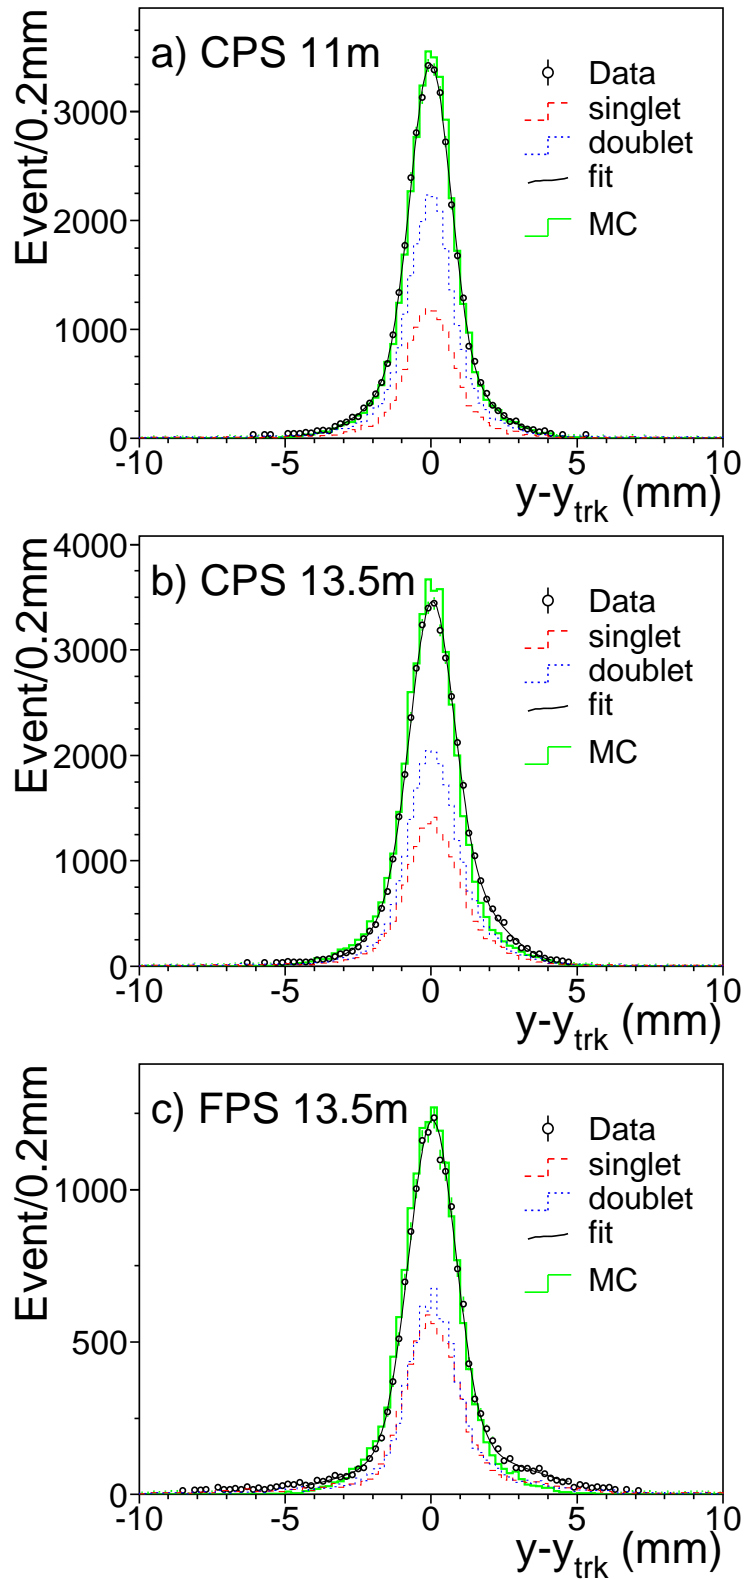 a) CPS 11m
Event/0.2mm
3000
2000
1000
0
Data
singlet
doublet
fit
MC
-10 -5 0 5 10
y-y_trk (mm)
b) CPS 13.5m
Event/0.2mm
4000
3000
2000
1000
0
Data
singlet
doublet
fit
MC
-10 -5 0 5 10
y-y_trk (mm)
c) FPS 13.5m
Event/0.2mm
1000
500
0
Data
singlet
doublet
fit
MC
-10 -5 0 5 10
y-y_trk (mm)